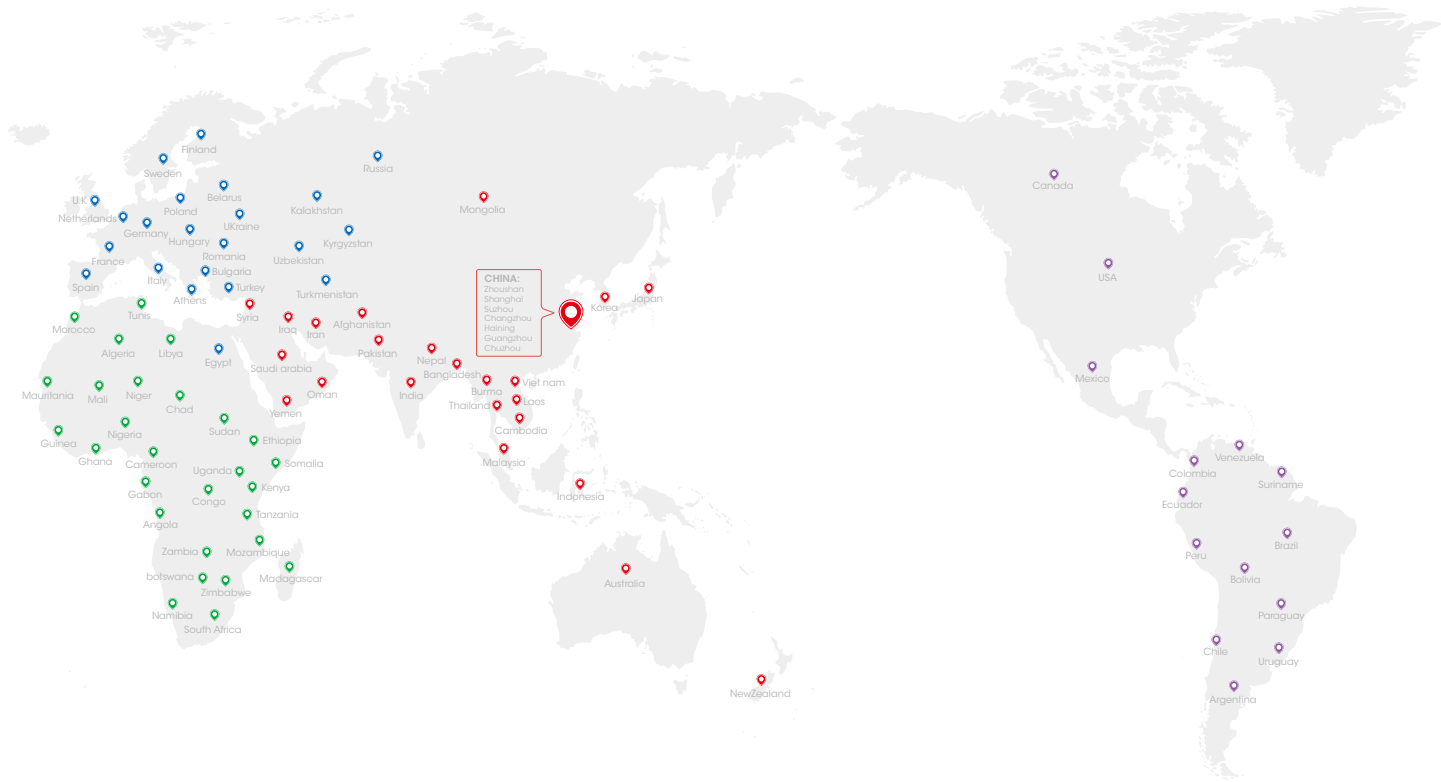 Finland
Sweden
Russia
Canada
U.K
Belarus
Poland
Kalakhstan
Mongolia
Netherlands
Germany
UKraine
Hungary
Kyrgyzstan
Romania
France
Uzbekistan
Italy
Bulgaria
Spain
Athens
Turkey
Turkmenistan
USA
CHINA:
Zhoushan
Shanghai
Suzhou
Changzhou
Haining
Guangzhou
Chuzhou
Korea
Japan
Tunis
Syria
Morocco
Iraq
Iran
Afghanistan
Algeria
Libya
Egypt
Pakistan
Nepal
Saudi arabia
Bangladesh
Mexico
Mauritania
Mali
Niger
Chad
Oman
India
Burma
Viet nam
Yemen
Thailand
Laos
Guinea
Nigeria
Sudan
Ethiopia
Cambodia
Ghana
Cameroan
Uganda
Somalia
Malaysia
Venezuela
Colombia
Gabon
Congo
Kenya
Indonesia
Suriname
Ecuador
Angola
Tanzania
Zambia
Mozambique
Peru
Brazil
botswana
Zimbabwe
Madagascar
Australia
Bolivia
Namibia
South Africa
Paraguay
Chile
Uruguay
NewZealand
Argentina